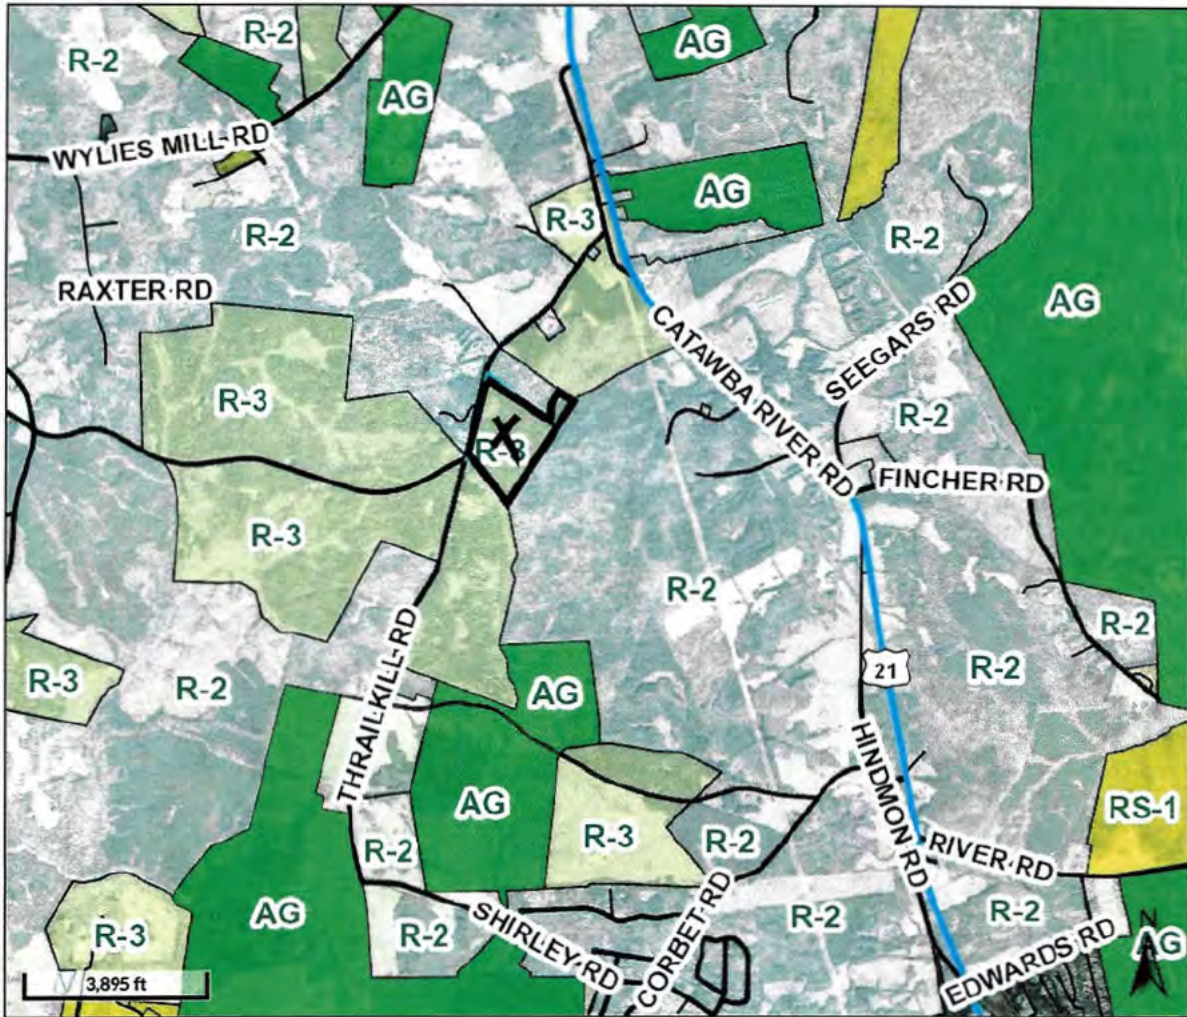 R-2
R-2
AG
AG
WYLIES MILL RD
AG
R-3
R-2
R-2
RAXTER RD
AG
SEEGARS RD
CATAWBA RIVER RD
R-3
R-2
X
R-3
FINCHER RD
R-3
R-2
R-2
R-3
R-2
21
R-2
AG
THRAILKILL RD
HINDMON RD
AG
RS-1
R-3
R-2
R-2
RIVER RD
AG
R-3
R-2
SHIRLEY RD
CORBET RD
R-2
R-2
EDWARDS RD
N
AG
3,895 ft